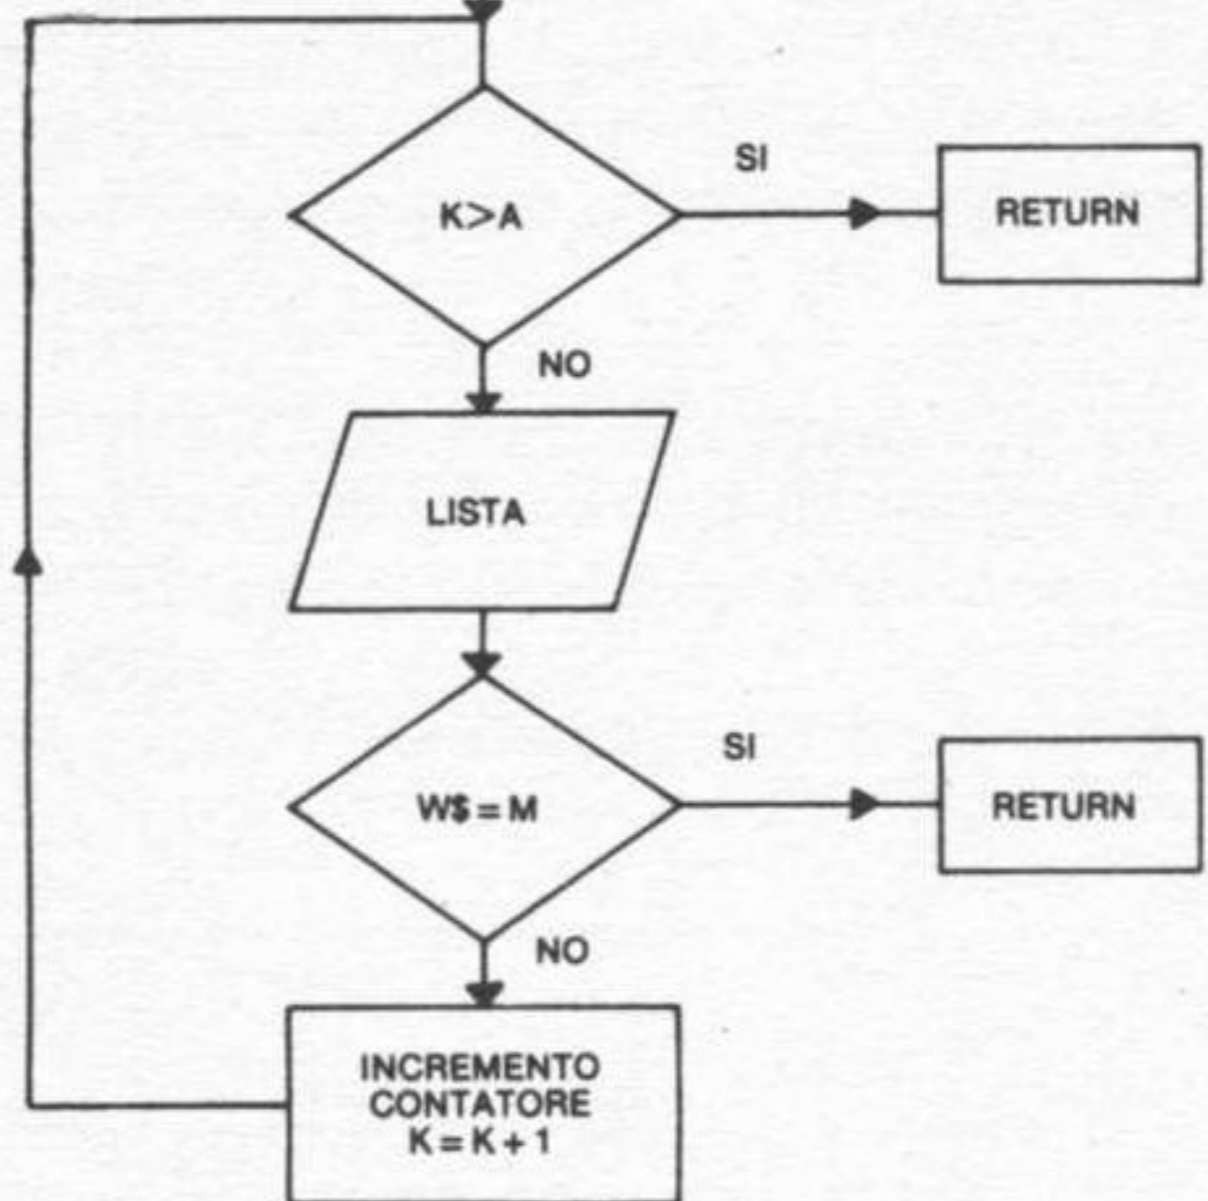 K>A
SI
RETURN
NO
LISTA
W$ = M
SI
RETURN
NO
INCREMENTO
CONTATORE
K = K + 1